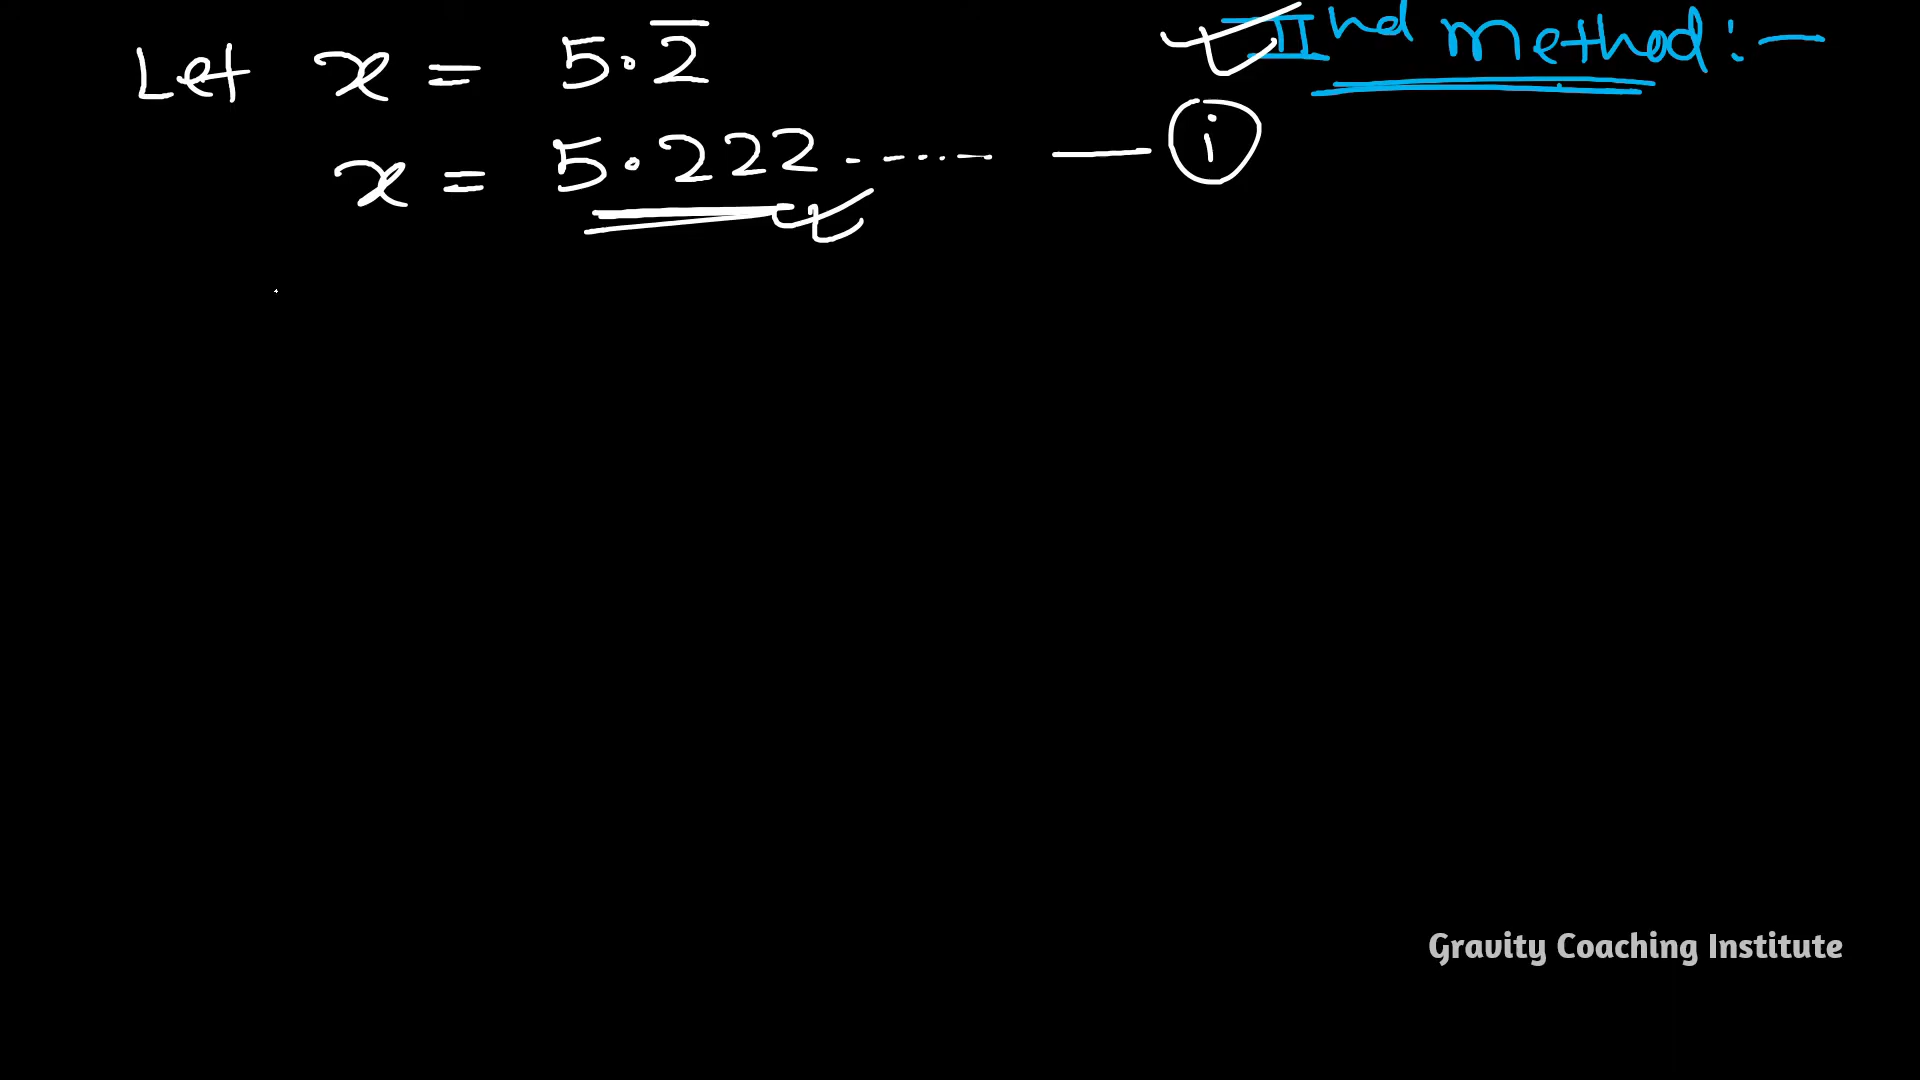 IInd method:-
Let x = 5.2̅
x = 5.222....... — (i)
Gravity Coaching Institute